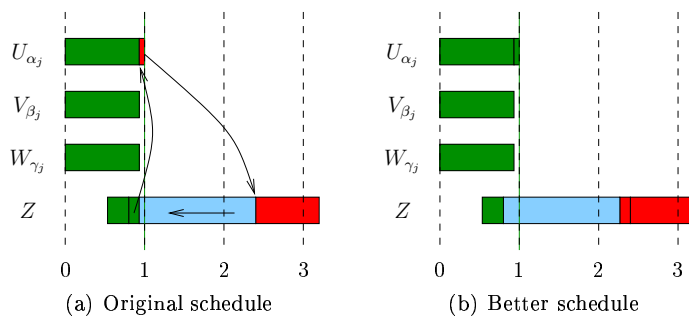 U_{α_j}
V_{β_j}
W_{γ_j}
Z
0 1 2 3
(a) Original schedule
U_{α_j}
V_{β_j}
W_{γ_j}
Z
0 1 2 3
(b) Better schedule